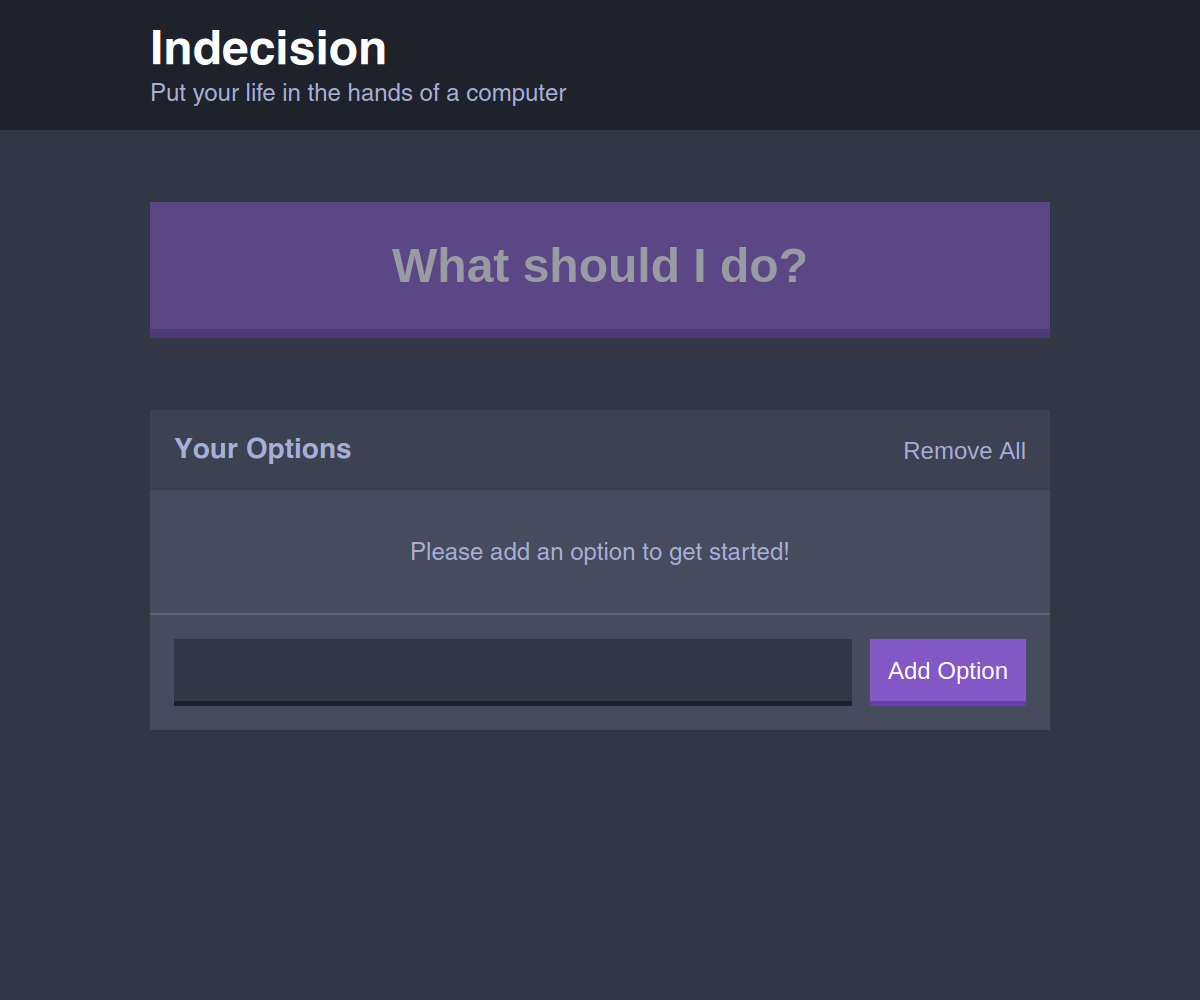 Indecision
Put your life in the hands of a computer
What should I do?
Your Options
Remove All
Please add an option to get started!
Add Option